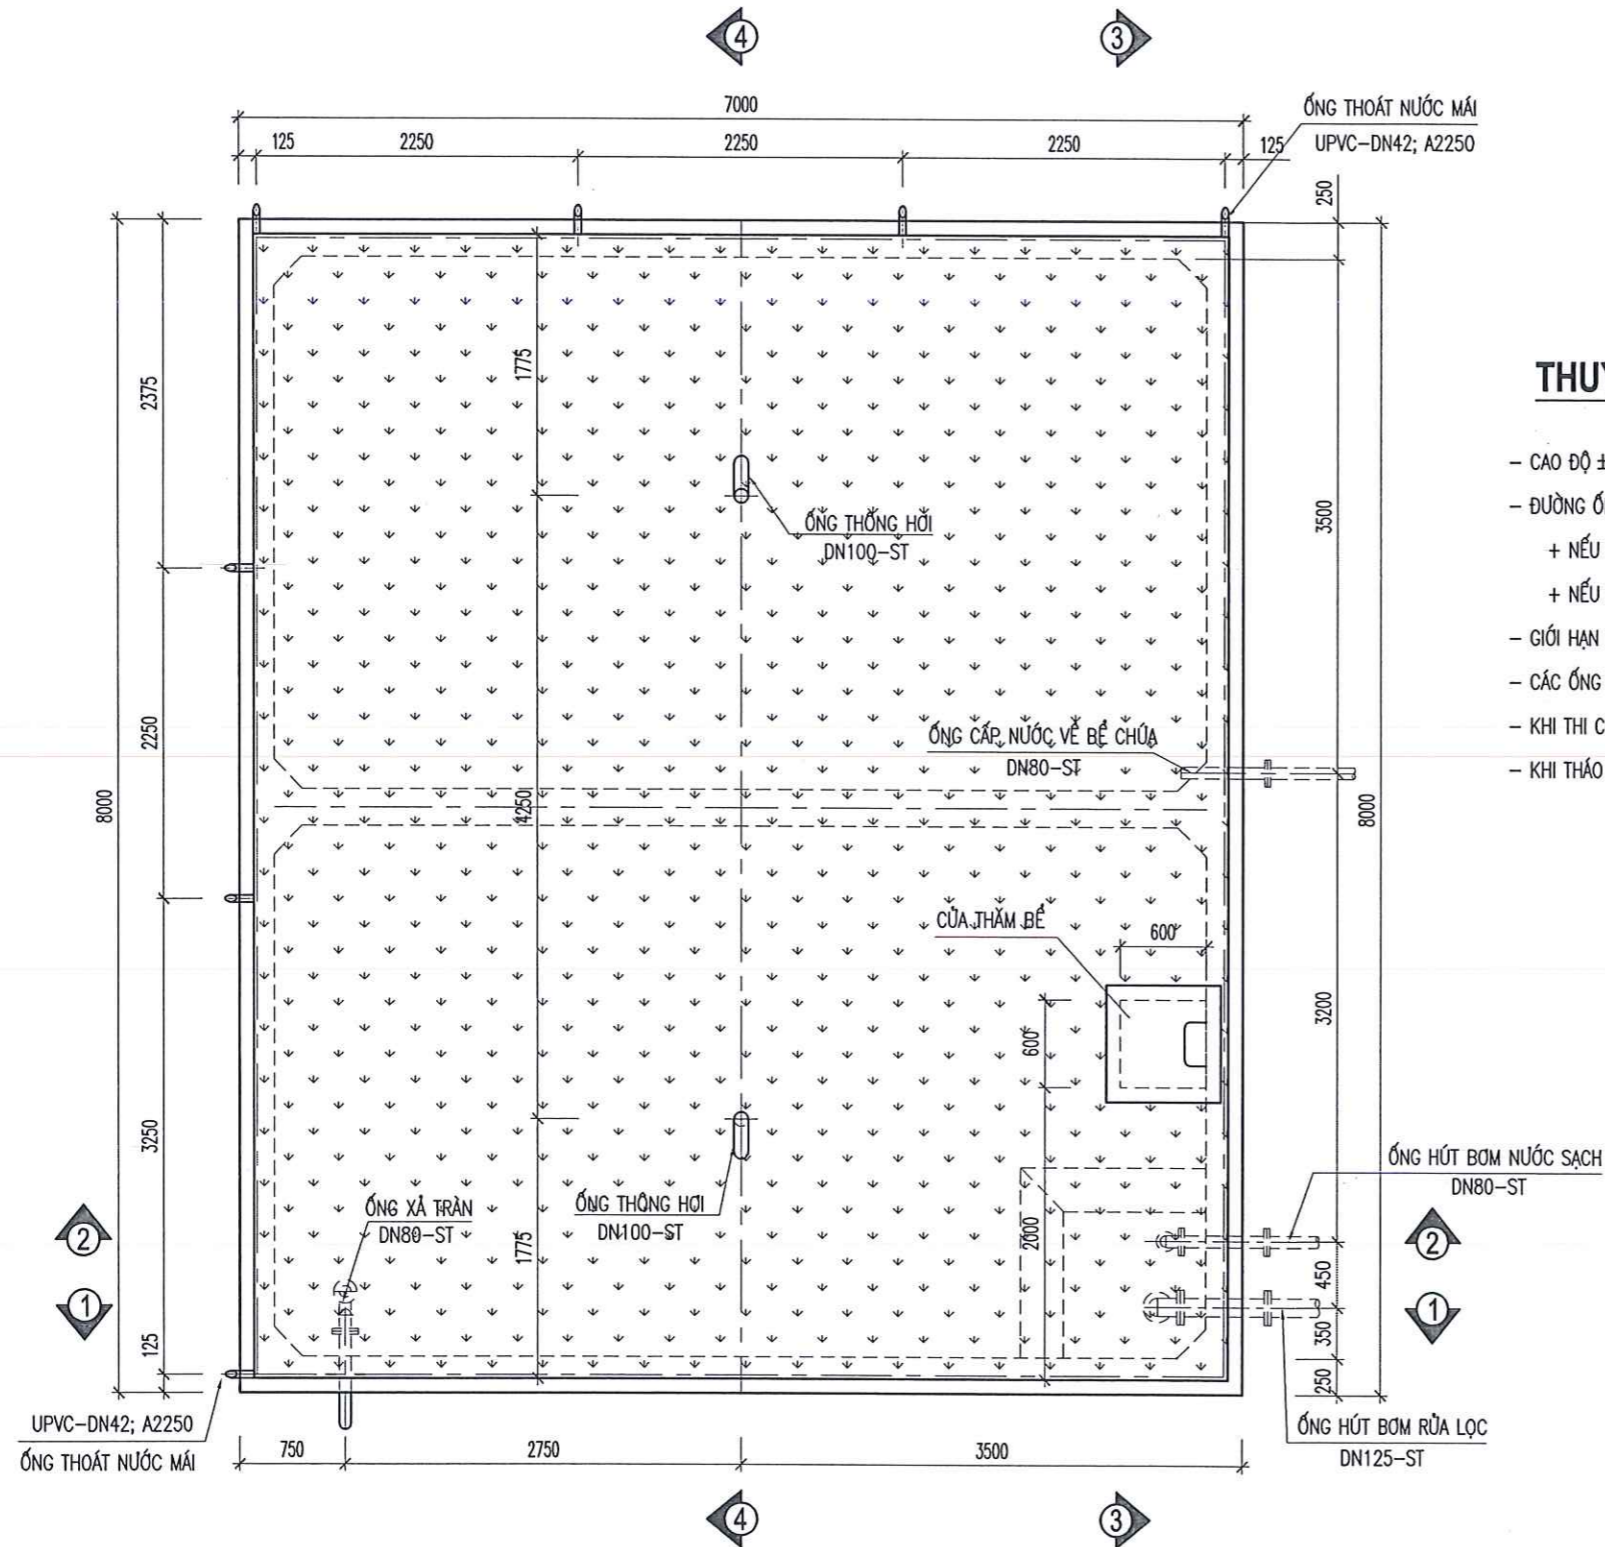 4
3
7000
ỐNG THOÁT NƯỚC MÁI
125
2250
2250
2250
125
UPVC-DN42; A2250
250
2375
1775
THUY
– CAO ĐỘ ±
3500
– ĐƯỜNG Ố
ỐNG THÔNG HƠI
DN100-ST
+ NẾU
+ NẾU
– GIỚI HẠN
– CÁC ỐNG
2250
ỐNG CẤP NƯỚC VỀ BỂ CHỨA
– KHI THI C
DN80-ST
– KHI THÁO
8000
4250
8000
CỬA THĂM BỂ
600
3200
600
3250
ỐNG HÚT BƠM NƯỚC SẠCH
DN80-ST
ỐNG XẢ TRÀN
DN80-ST
ỐNG THÔNG HƠI
DN100-ST
2
1775
2000
2
450
1
1
125
350
250
UPVC-DN42; A2250
ỐNG THOÁT NƯỚC MÁI
750
2750
3500
ỐNG HÚT BƠM RỬA LỌC
DN125-ST
4
3